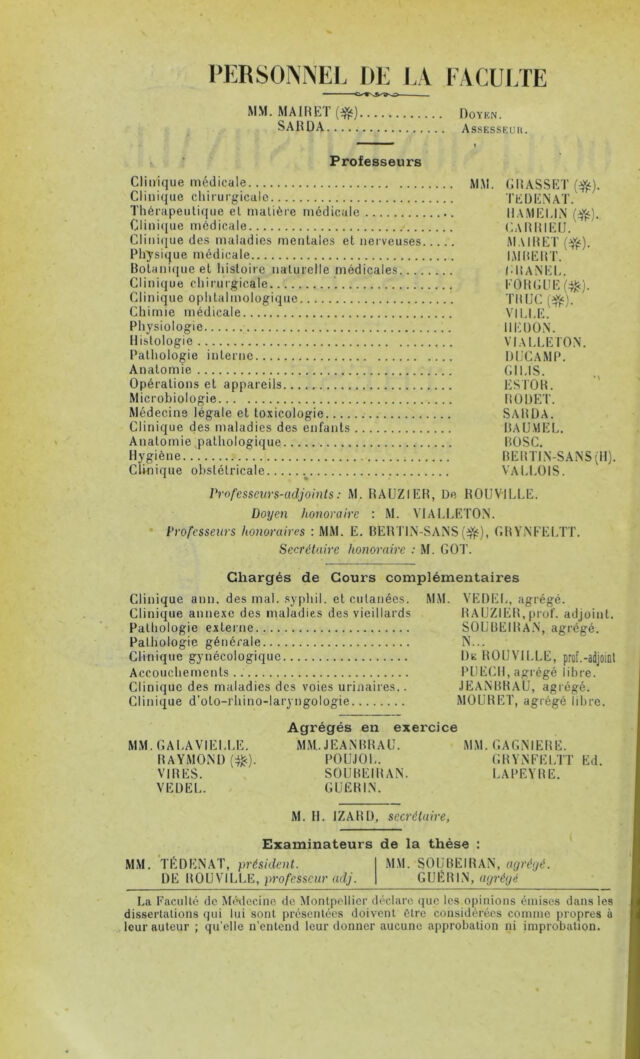 PERSONNEL DE LA FACULTE
MM. MAIRET (✻)............ DOYEN.
SARDA.................. ASSESSEUR.
Professeurs
Clinique médicale............ MM. GRASSET (✻).
Clinique chirurgicale............ TEDENAT.
Thérapeutique et matière médicale............ HAMELIN (✻).
Clinique médicale............ CARRIEU.
Clinique des maladies mentales et nerveuses..... MAIRET (✻).
Physique médicale............ IMBERT.
Botanique et histoire naturelle médicales........ GRANEL.
Clinique chirurgicale............ FORGUE (✻).
Clinique ophtalmologique............ TRUC (✻).
Chimie médicale............ VILLE.
Physiologie............ HEDON.
Histologie............ VIALLETON.
Pathologie interne............ DUCAMP.
Anatomie............ GILIS.
Opérations et appareils............ ESTOR.
Microbiologie............ RODET.
Médecine légale et toxicologie............ SARDA.
Clinique des maladies des enfants............ BAUMEL.
Anatomie pathologique............ BOSC.
Hygiène............ BERTIN-SANS (H).
Clinique obstétricale............ VALLOIS.
Professeurs-adjoints: M. RAUZIER, DE ROUVILLE.
Doyen honoraire : M. VIALLETON.
Professeurs honoraires : MM. E. BERTIN-SANS (✻), GRYNFELTT.
Secrétaire honoraire : M. GOT.
Chargés de Cours complémentaires
Clinique ann. des mal. syphil. et cutanées. MM. VEDEL, agrégé.
Clinique annexe des maladies des vieillards RAUZIER, prof. adjoint.
Pathologie externe............ SOUBEIRAN, agrégé.
Pathologie générale............ N...
Clinique gynécologique............ DE ROUVILLE, prof.-adjoint
Accouchements............ PUECH, agrégé libre.
Clinique des maladies des voies urinaires.. JEANBRAU, agrégé.
Clinique d'oto-rhino-laryngologie........ MOURET, agrégé libre.
Agrégés en exercice
MM. GALAVIELLE. MM. JEANBRAU. MM. GAGNIERE.
RAYMOND (✻). POUJOL. GRYNFELTT Ed.
VIRES. SOUBEIRAN. LAPEYRE.
VEDEL. GUERIN.
M. H. IZARD, secrétaire,
Examinateurs de la thèse :
MM. TÉDENAT, président. MM. SOUBEIRAN, agrégé.
DE ROUVILLE, professeur adj. GUÉRIN, agrégé
La Faculté de Médecine de Montpellier déclare que les opinions émises dans les
dissertations qui lui sont présentées doivent être considérées comme propres à
leur auteur ; qu'elle n'entend leur donner aucune approbation ni improbation.